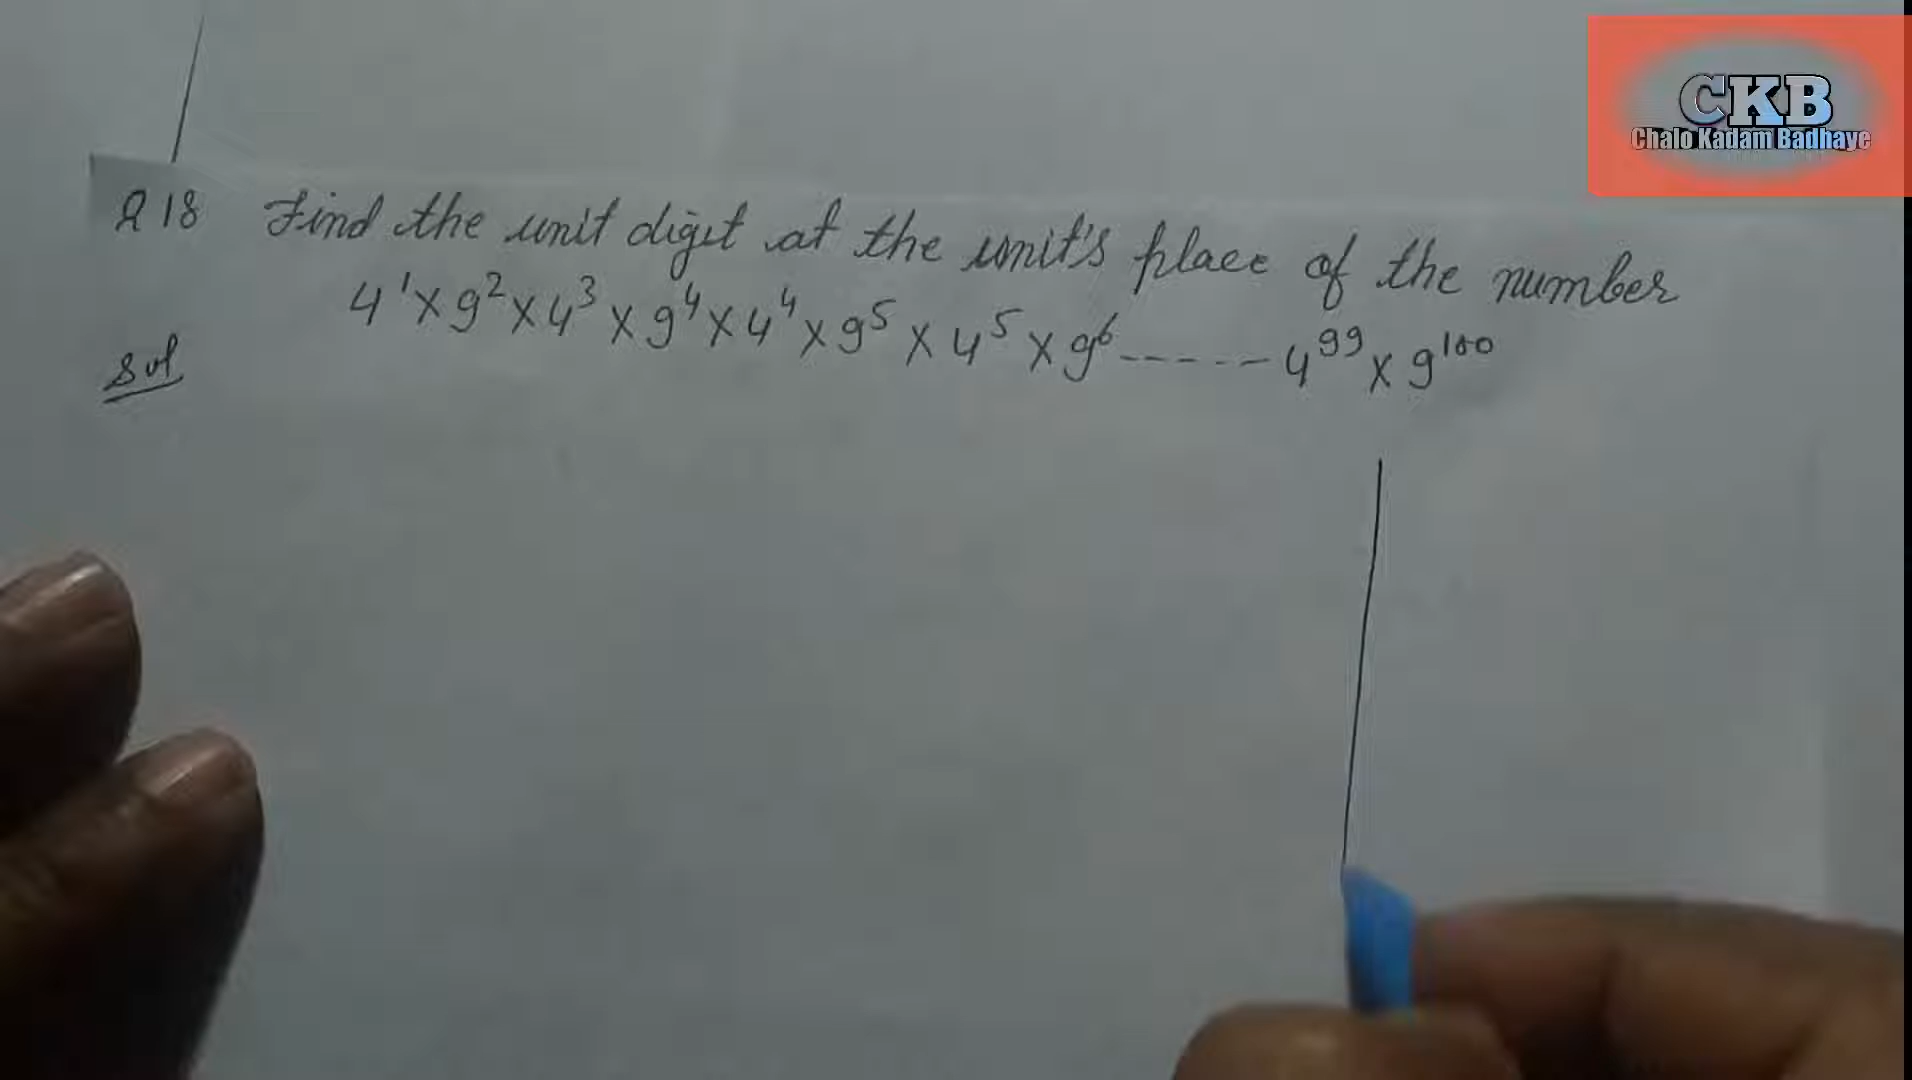 CKB
Chalo Kadam Badhaye
Q 18 Find the unit digit at the unit's place of the number
4¹ x 9² x 4³ x 9⁴ x 4⁴ x 9⁵ x 4⁵ x 9⁶ ------ 4⁹⁹ x 9¹⁰⁰
Sol